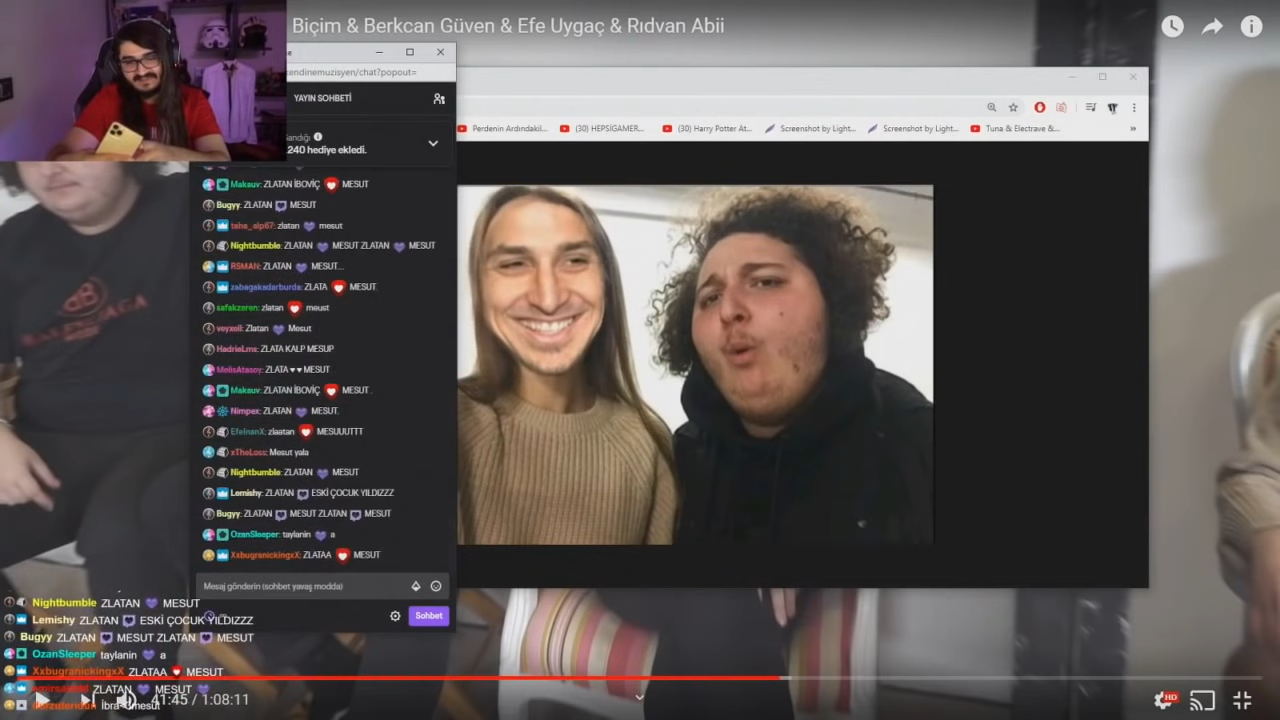 Biçim & Berkcan Güven & Efe Uygaç & Rıdvan Abii
endinemuzisyen/chat?popout=
YAYIN SOHBETİ
240 hediye ekledi.
Perdenin Ardındakil...
(30) HEPSİGAMER...
(30) Harry Potter At...
Screenshot by Light...
Screenshot by Light...
Tuna & Electrave &...
»
Makauv: ZLATAN İBOVİÇ MESUT
Bugyy: ZLATAN MESUT
taha_alp67: zlatan mesut
Nightbumble: ZLATAN MESUT ZLATAN MESUT
RSMAN: ZLATAN MESUT...
zabagakadarburda: ZLATA MESUT
safakzeren: zlatan meust
veyxell: Zlatan Mesut
HadrieLms: ZLATA KALP MESUP
MelisAtasoy: ZLATA ♥ ♥ MESUT
Makauv: ZLATAN İBOVİÇ MESUT .
Nimpex: ZLATAN MESUT.
EfeInanX: zlaatan MESUUUTTT
xTheLoss: Mesut yala
Nightbumble: ZLATAN MESUT
Lemishy: ZLATAN ESKİ ÇOCUK YILDIZZZ
Bugyy: ZLATAN MESUT ZLATAN MESUT
OzanSleeper: taylanin a
XxbugranickingxX: ZLATAA MESUT
Mesaj gönderin (sohbet yavaş modda)
Sohbet
Nightbumble ZLATAN MESUT
Lemishy ZLATAN ESKİ ÇOCUK YILDIZZZ
Bugyy ZLATAN MESUT ZLATAN MESUT
OzanSleeper taylanin a
XxbugranickingxX ZLATAA MESUT
ZLATAN MESUT
41:45 / 1:08:11
HD